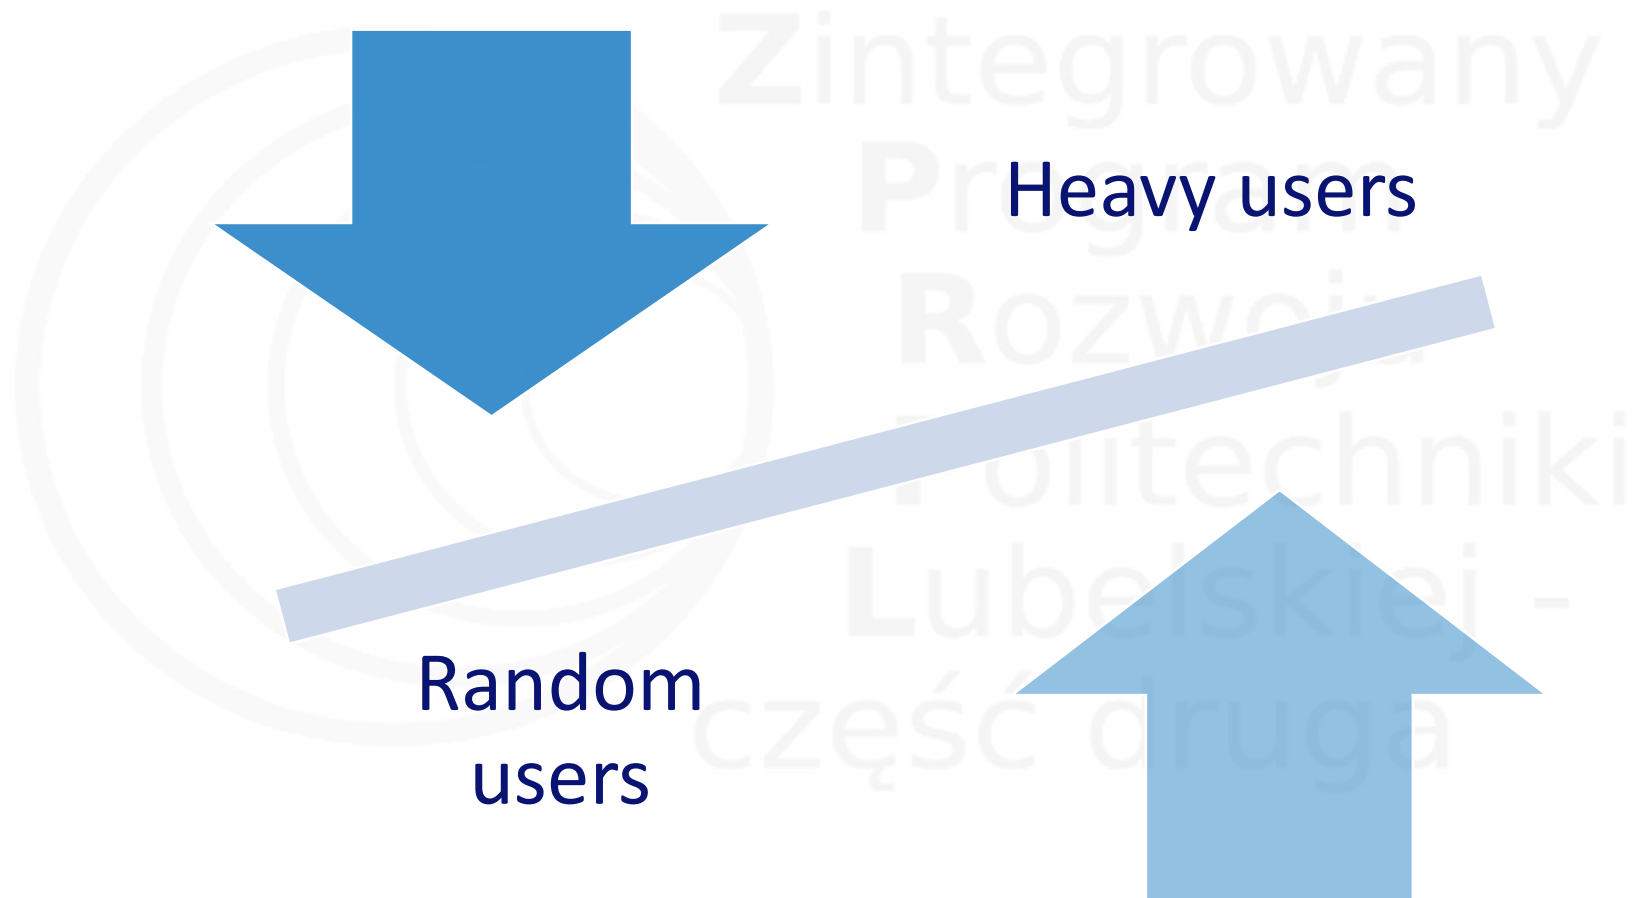 Zintegrowany
Program
Heavy users
Rozwoju
Politechniki
Lubelskiej -
Random
users
część druga